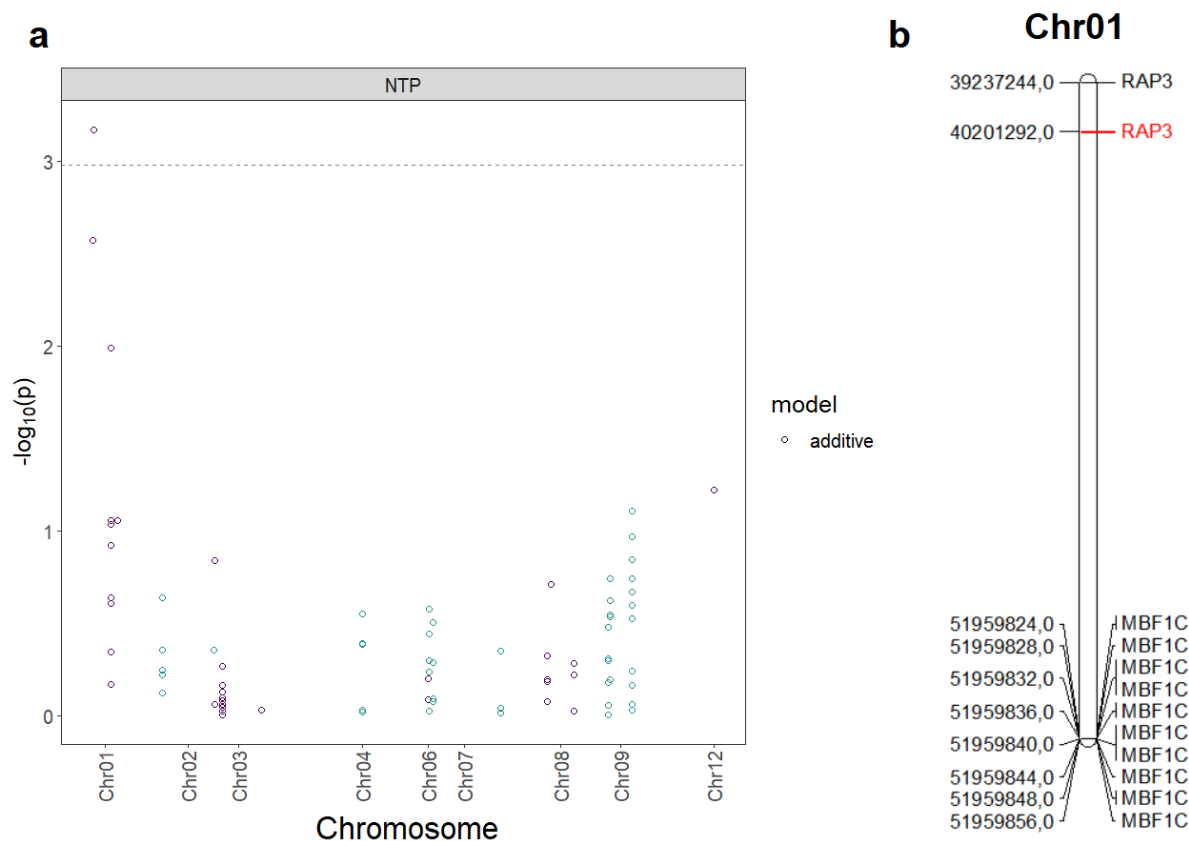 a
NTP
3
2
1
0
-log10(p)
Chr01
Chr02
Chr03
Chr04
Chr06
Chr07
Chr08
Chr09
Chr12
Chromosome
model
additive
b
Chr01
39237244,0 RAP3
40201292,0 RAP3
51959824,0 MBF1C
51959828,0 MBF1C
MBF1C
51959832,0 MBF1C
51959836,0 MBF1C
MBF1C
51959840,0 MBF1C
51959844,0 MBF1C
51959848,0 MBF1C
51959856,0 MBF1C